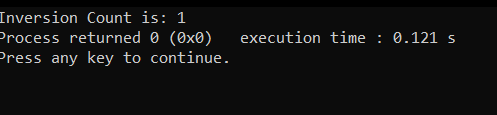 Inversion Count is: 1
Process returned 0 (0x0)   execution time : 0.121 s
Press any key to continue.